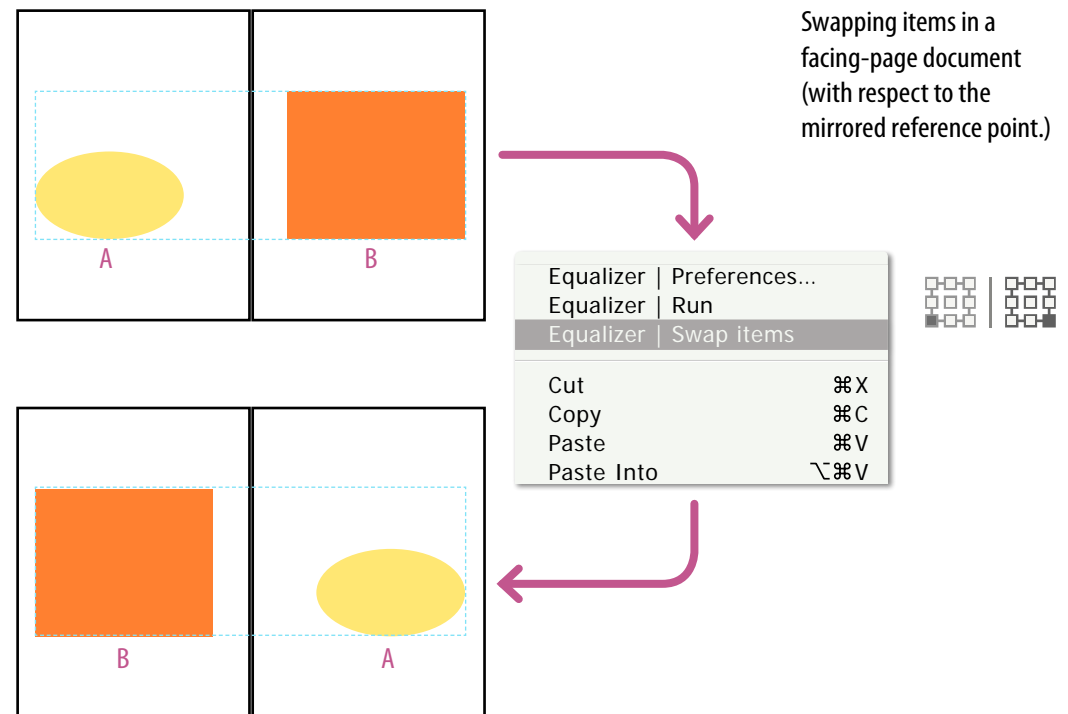 Swapping items in a
facing-page document
(with respect to the
mirrored reference point.)
A
B
Equalizer | Preferences...
Equalizer | Run
Equalizer | Swap items
Cut ⌘X
Copy ⌘C
Paste ⌘V
Paste Into ⌥⌘V
B
A